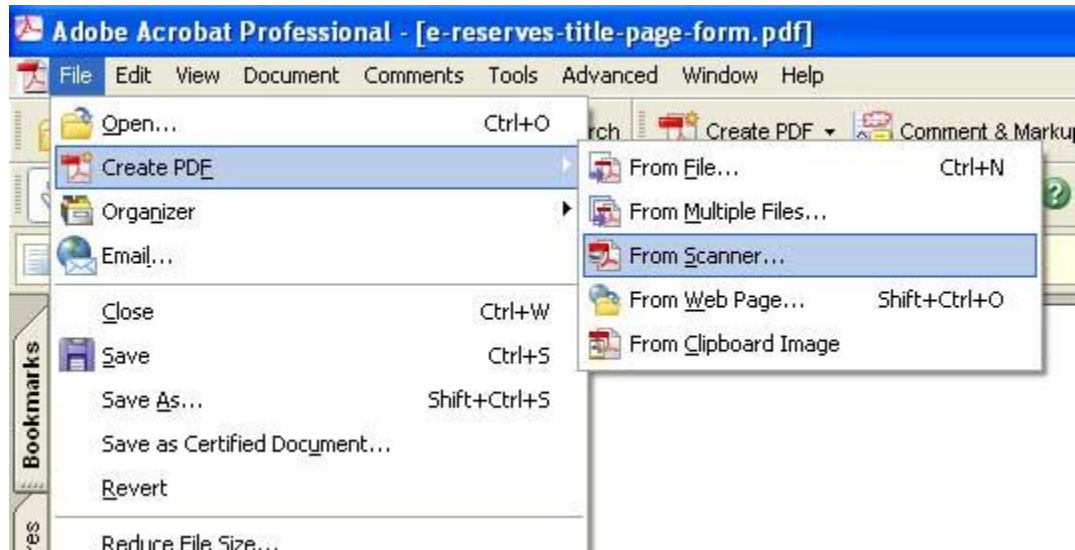 Adobe Acrobat Professional - [e-reserves-title-page-form.pdf]
File Edit View Document Comments Tools Advanced Window Help
Open... Ctrl+O
rch Create PDF Comment & Markup
Create PDF
From File... Ctrl+N
Organizer
From Multiple Files...
Email...
From Scanner...
Close Ctrl+W
From Web Page... Shift+Ctrl+O
Save Ctrl+S
From Clipboard Image
Save As... Shift+Ctrl+S
Save as Certified Document...
Revert
Reduce File Size...
Bookmarks
res